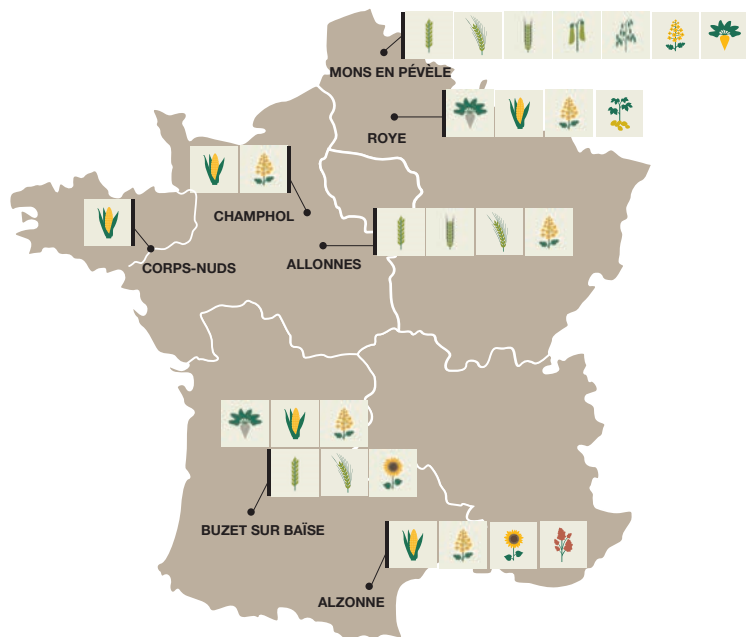 MONS EN PÉVÈLE
ROYE
CHAMPHOL
CORPS-NUDS
ALLONNES
BUZET SUR BAÏSE
ALZONNE